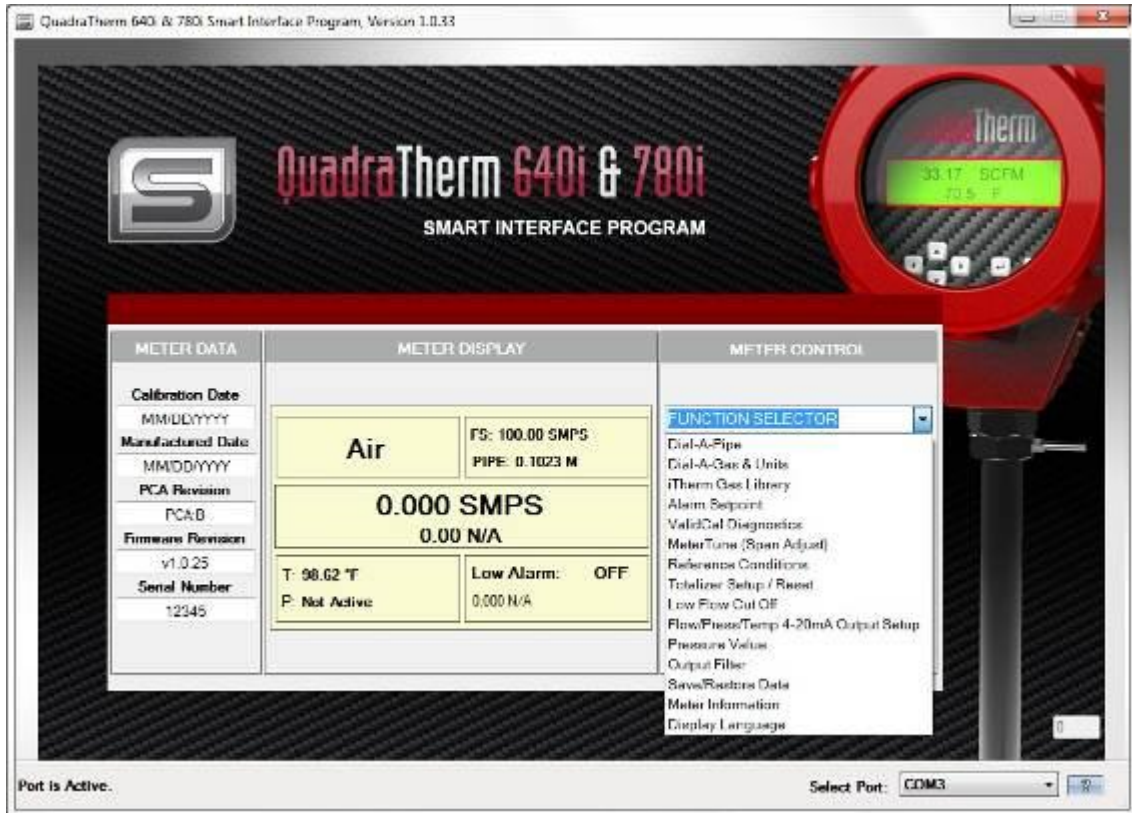 QuadraTherm 640i & 780i Smart Interface Program, Version 1.0.33
S
QuadraTherm 640i & 780i
SMART INTERFACE PROGRAM
Therm
33.17 SCFM
70.5 F
METER DATA
METER DISPLAY
METER CONTROL
Calibration Date
MM/DD/YYYY
Manufactured Date
MM/DD/YYYY
PCA Revision
PCA:B
Firmware Revision
v1.0.25
Serial Number
12345
Air
FS: 100.00 SMPS
PIPE: 0.1023 M
0.000 SMPS
0.00 N/A
T: 98.62 °F
P: Not Active
Low Alarm: OFF
0.000 N/A
FUNCTION SELECTOR
Dial-A-Pipe
Dial-A-Gas & Units
iTherm Gas Library
Alarm Setpoint
ValidCal Diagnostics
MeterTune (Span Adjust)
Reference Conditions
Totalizer Setup / Reset
Low Flow Cut Off
Flow/Press/Temp 4-20mA Output Setup
Pressure Value
Output Filter
Save/Restore Data
Meter Information
Display Language
0
Port is Active.
Select Port: COM3